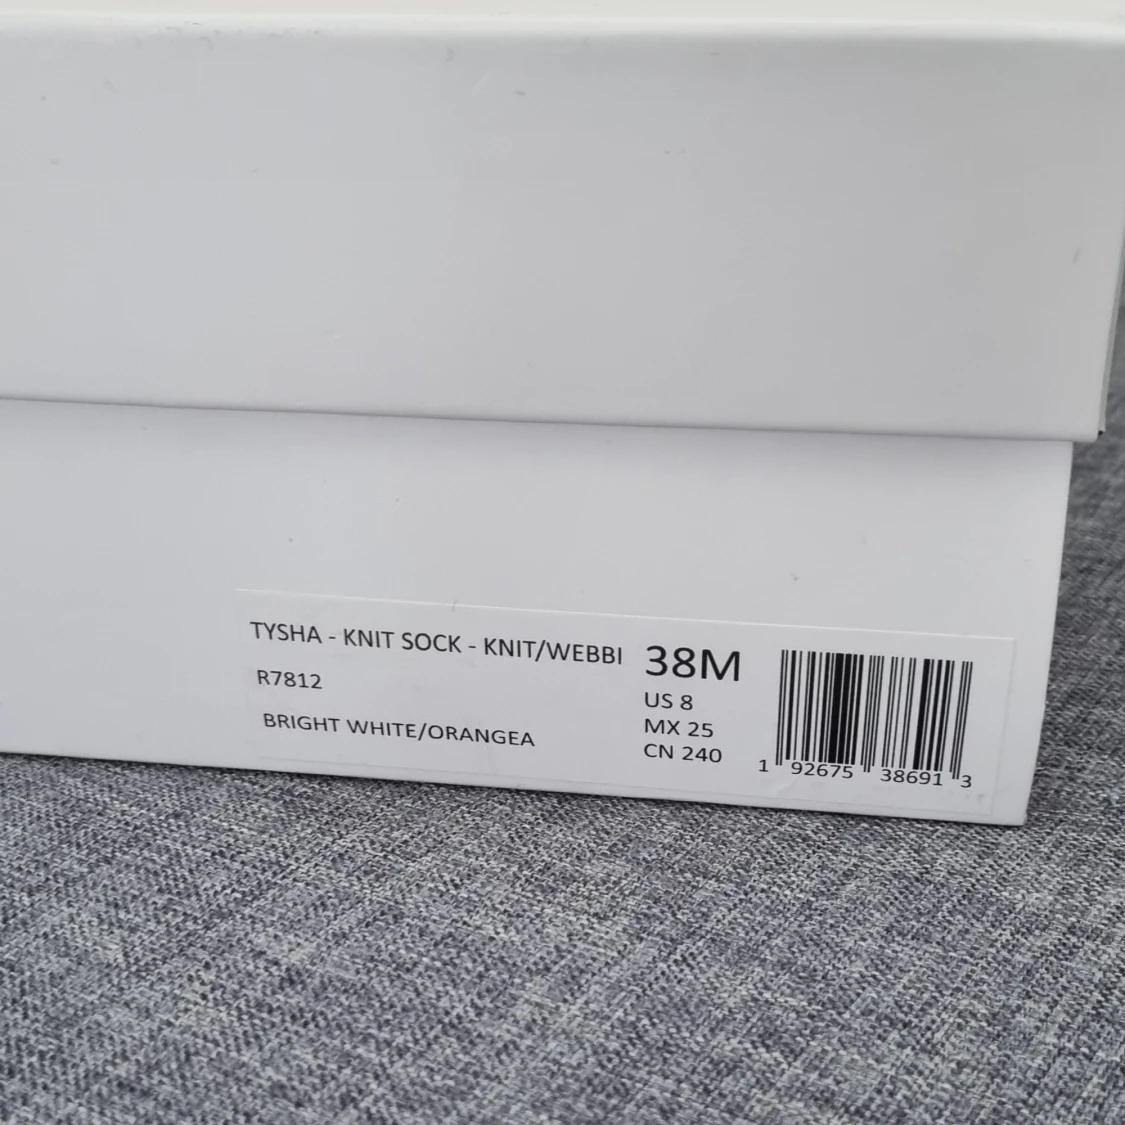 TYSHA - KNIT SOCK - KNIT/WEBBI
R7812
BRIGHT WHITE/ORANGEA
38M
US 8
MX 25
CN 240
1 92675 38691 3